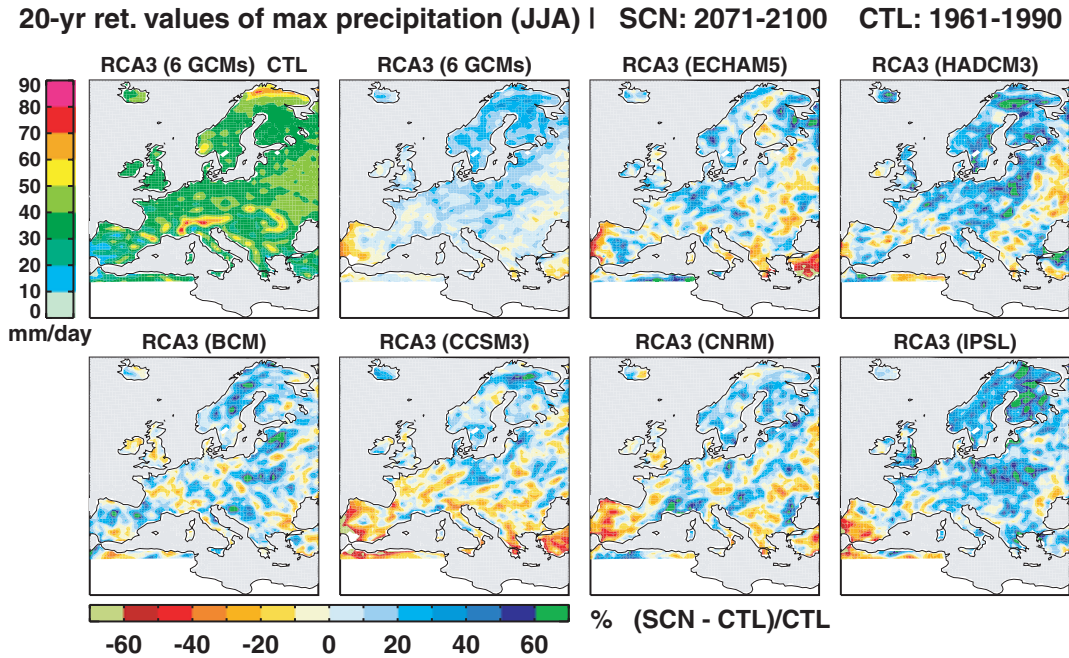 20-yr ret. values of max precipitation (JJA) | SCN: 2071-2100 CTL: 1961-1990
RCA3 (6 GCMs) CTL
RCA3 (6 GCMs)
RCA3 (ECHAM5)
RCA3 (HADCM3)
90
80
70
60
50
40
30
20
10
0
mm/day
RCA3 (BCM)
RCA3 (CCSM3)
RCA3 (CNRM)
RCA3 (IPSL)
-60 -40 -20 0 20 40 60
% (SCN - CTL)/CTL